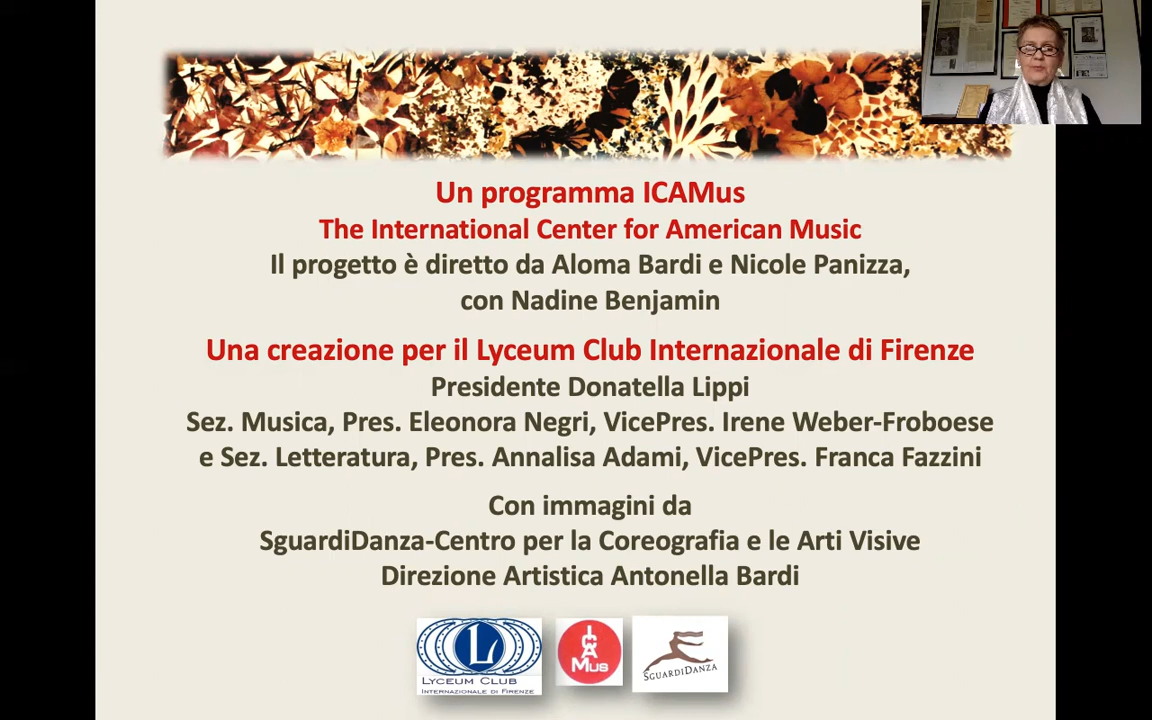 Un programma ICAMus
The International Center for American Music
Il progetto è diretto da Aloma Bardi e Nicole Panizza,
con Nadine Benjamin
Una creazione per il Lyceum Club Internazionale di Firenze
Presidente Donatella Lippi
Sez. Musica, Pres. Eleonora Negri, VicePres. Irene Weber-Froboese
e Sez. Letteratura, Pres. Annalisa Adami, VicePres. Franca Fazzini
Con immagini da
SguardiDanza-Centro per la Coreografia e le Arti Visive
Direzione Artistica Antonella Bardi
L
LYCEUM CLUB
INTERNAZIONALE DI FIRENZE
ICAMus
SGUARDIDANZA